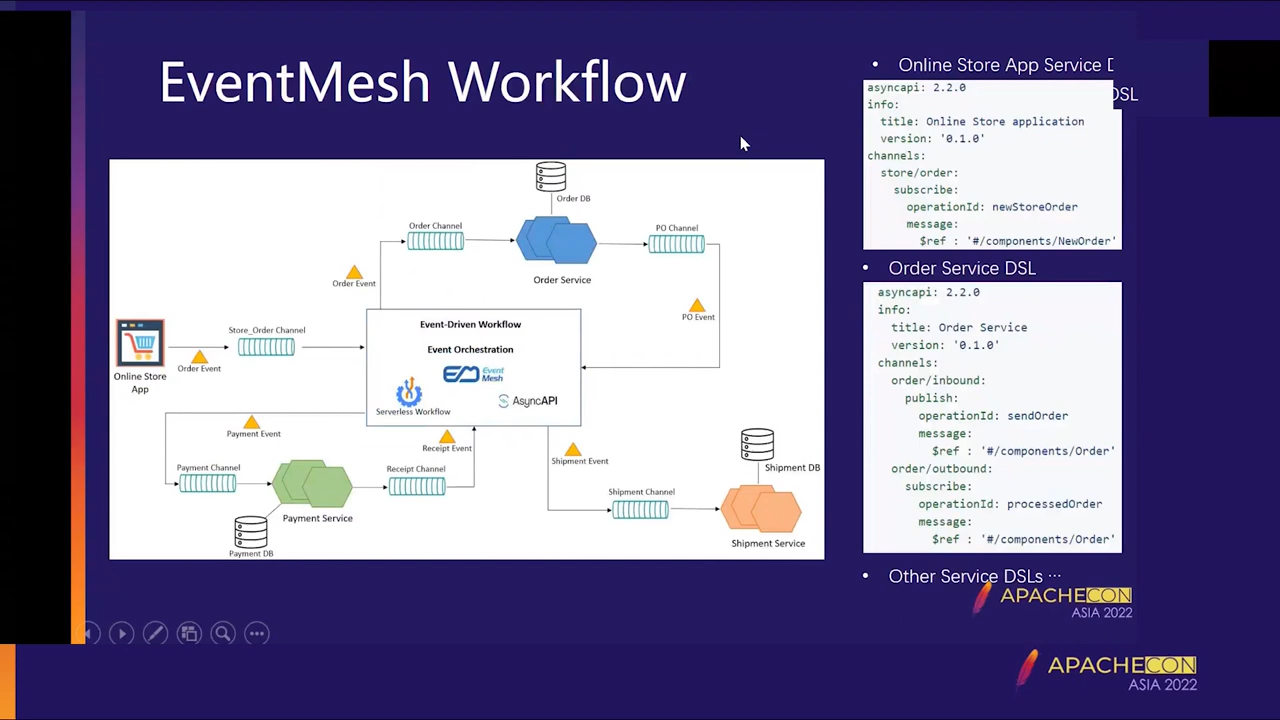 EventMesh Workflow
Order DB
Order Channel
PO Channel
Order Service
Order Event
PO Event
Event-Driven Workflow
Store_Order Channel
Event Orchestration
Order Event
Online Store
App
Event
Mesh
AsyncAPI
Serverless Workflow
Payment Event
Receipt Event
Shipment Event
Payment Channel
Receipt Channel
Shipment DB
Shipment Channel
Payment Service
Payment DB
Shipment Service
• Online Store App Service D
DSL
asyncapi: 2.2.0
info:
title: Online Store application
version: '0.1.0'
channels:
store/order:
subscribe:
operationId: newStoreOrder
message:
$ref : '#/components/NewOrder'
• Order Service DSL
asyncapi: 2.2.0
info:
title: Order Service
version: '0.1.0'
channels:
order/inbound:
publish:
operationId: sendOrder
message:
$ref : '#/components/Order'
order/outbound:
subscribe:
operationId: processedOrder
message:
$ref : '#/components/Order'
• Other Service DSLs ...
APACHECON
ASIA 2022
APACHECON
ASIA 2022